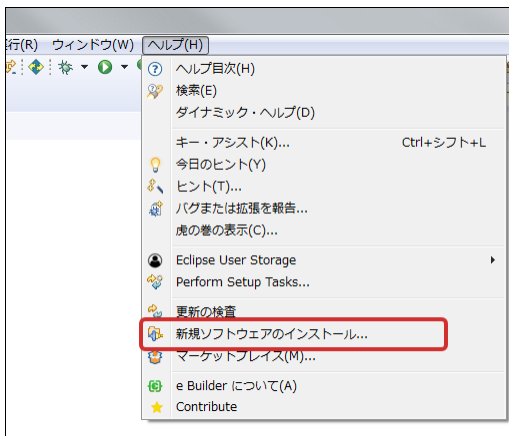 行(R) ウィンドウ(W) ヘルプ(H)
ヘルプ目次(H)
検索(E)
ダイナミック・ヘルプ(D)
キー・アシスト(K)... Ctrl+シフト+L
今日のヒント(Y)
ヒント(T)...
バグまたは拡張を報告...
虎の巻の表示(C)...
Eclipse User Storage
Perform Setup Tasks...
更新の検査
新規ソフトウェアのインストール...
マーケットプレイス(M)...
e Builder について(A)
Contribute